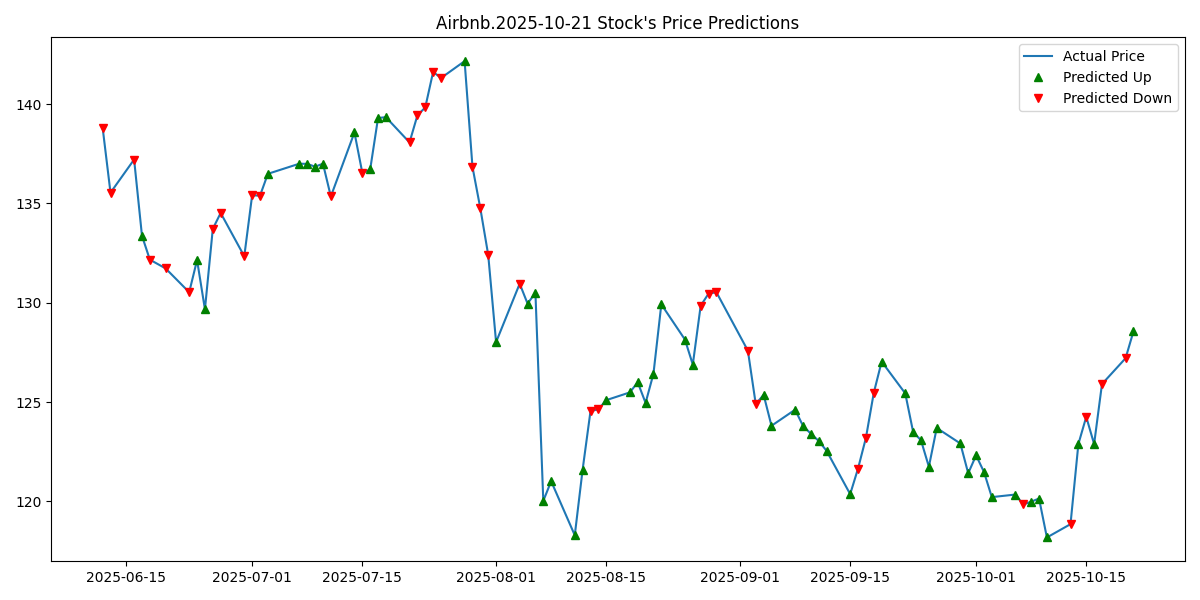 Airbnb.2025-10-21 Stock's Price Predictions
Actual Price
Predicted Up
Predicted Down
140
135
130
125
120
2025-06-15 2025-07-01 2025-07-15 2025-08-01 2025-08-15 2025-09-01 2025-09-15 2025-10-01 2025-10-15